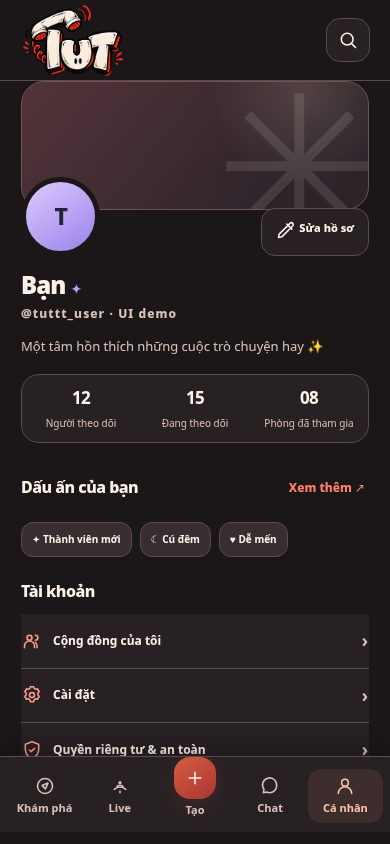 TUT
T
Sửa hồ sơ
Bạn ✦
@tuttt_user · UI demo
Một tâm hồn thích những cuộc trò chuyện hay ✨
12 15 08
Người theo dõi Đang theo dõi Phòng đã tham gia
Dấu ấn của bạn Xem thêm ↗
✦ Thành viên mới ☾ Cú đêm ♥ Dễ mến
Tài khoản
Cộng đồng của tôi ›
Cài đặt ›
Quyền riêng tư & an toàn ›
Khám phá Live Tạo Chat Cá nhân